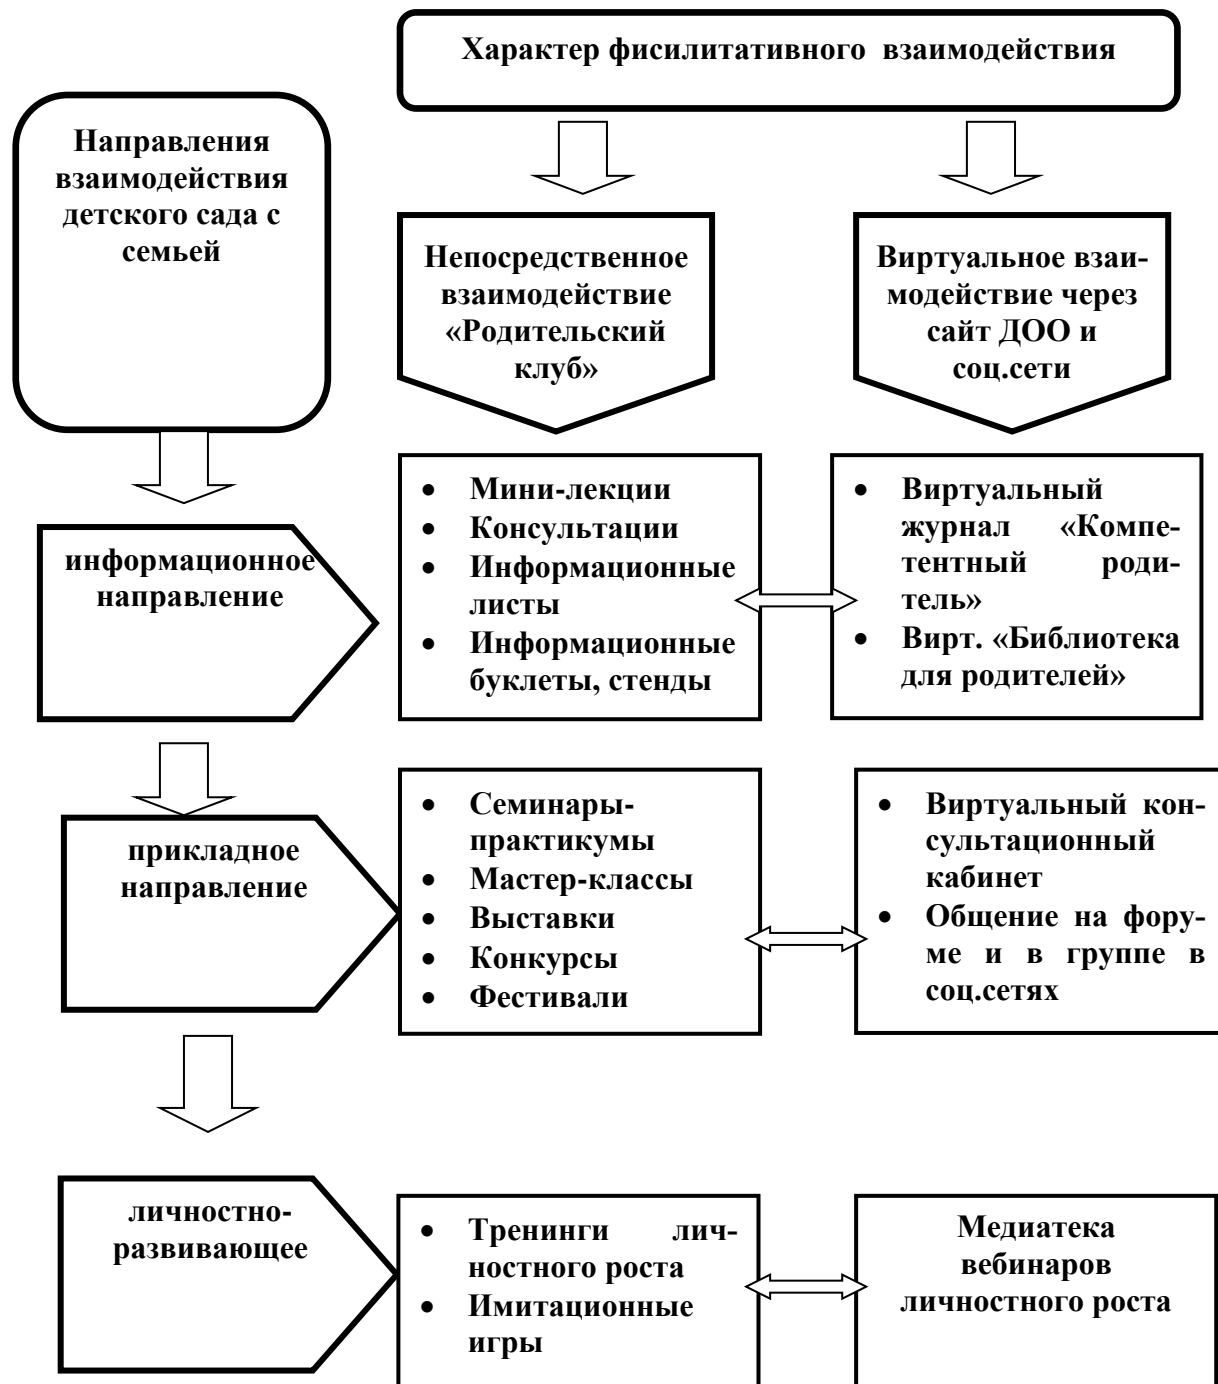 Характер фисилитативного взаимодействия
Направления
взаимодействия
детского сада с
семьей
Непосредственное
взаимодействие
«Родительский
клуб»
Виртуальное взаи-
модействие через
сайт ДОО и
соц.сети
информационное
направление
• Мини-лекции
• Консультации
• Информационные
листы
• Информационные
буклеты, стенды
• Виртуальный
журнал «Компе-
тентный роди-
тель»
• Вирт. «Библиотека
для родителей»
прикладное
направление
• Семинары-
практикумы
• Мастер-классы
• Выставки
• Конкурсы
• Фестивали
• Виртуальный кон-
сультационный
кабинет
• Общение на фору-
ме и в группе в
соц.сетях
личностно-
развивающее
• Тренинги лич-
ностного роста
• Имитационные
игры
Медиатека
вебинаров
личностного роста